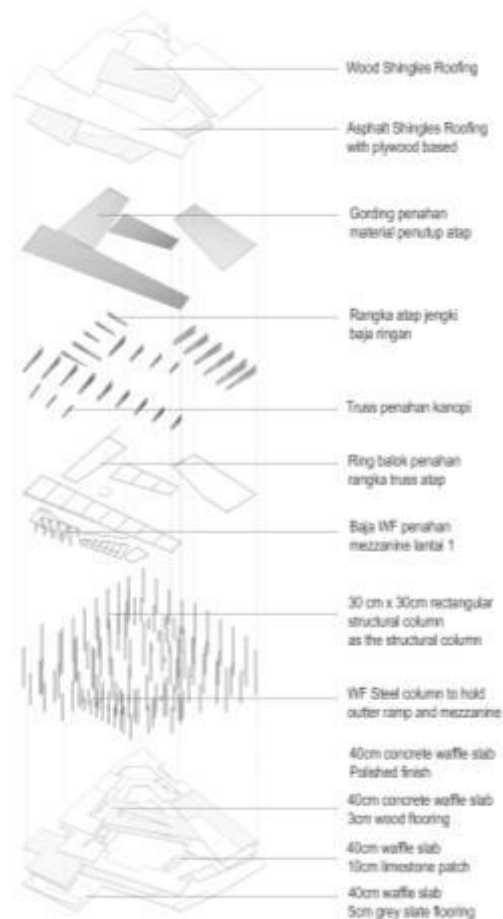 Wood Shingles Roofing
Asphalt Shingles Roofing
with plywood based
Gording penahan
material penutup atap
Rangka atap jengki
baja ringan
Truss penahan kanopi
Ring balok penahan
rangka truss atap
Baja WF penahan
mezzanine lantai 1
30 cm x 30cm rectangular
structural column
as the structural column
WF Steel column to hold
outter ramp and mezzanine
40cm concrete waffle slab
Polished finish
40cm concrete waffle slab
3cm wood flooring
40cm waffle slab
10cm limestone patch
40cm waffle slab
5cm grey slate flooring